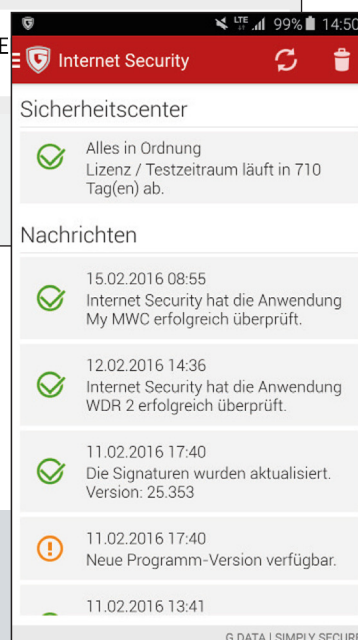 LTE 99% 14:50
E
Internet Security
Sicherheitscenter
Alles in Ordnung
Lizenz / Testzeitraum läuft in 710
Tag(en) ab.
Nachrichten
15.02.2016 08:55
Internet Security hat die Anwendung
My MWC erfolgreich überprüft.
12.02.2016 14:36
Internet Security hat die Anwendung
WDR 2 erfolgreich überprüft.
11.02.2016 17:40
Die Signaturen wurden aktualisiert.
Version: 25.353
11.02.2016 17:40
Neue Programm-Version verfügbar.
11.02.2016 13:41
G DATA | SIMPLY SECURE